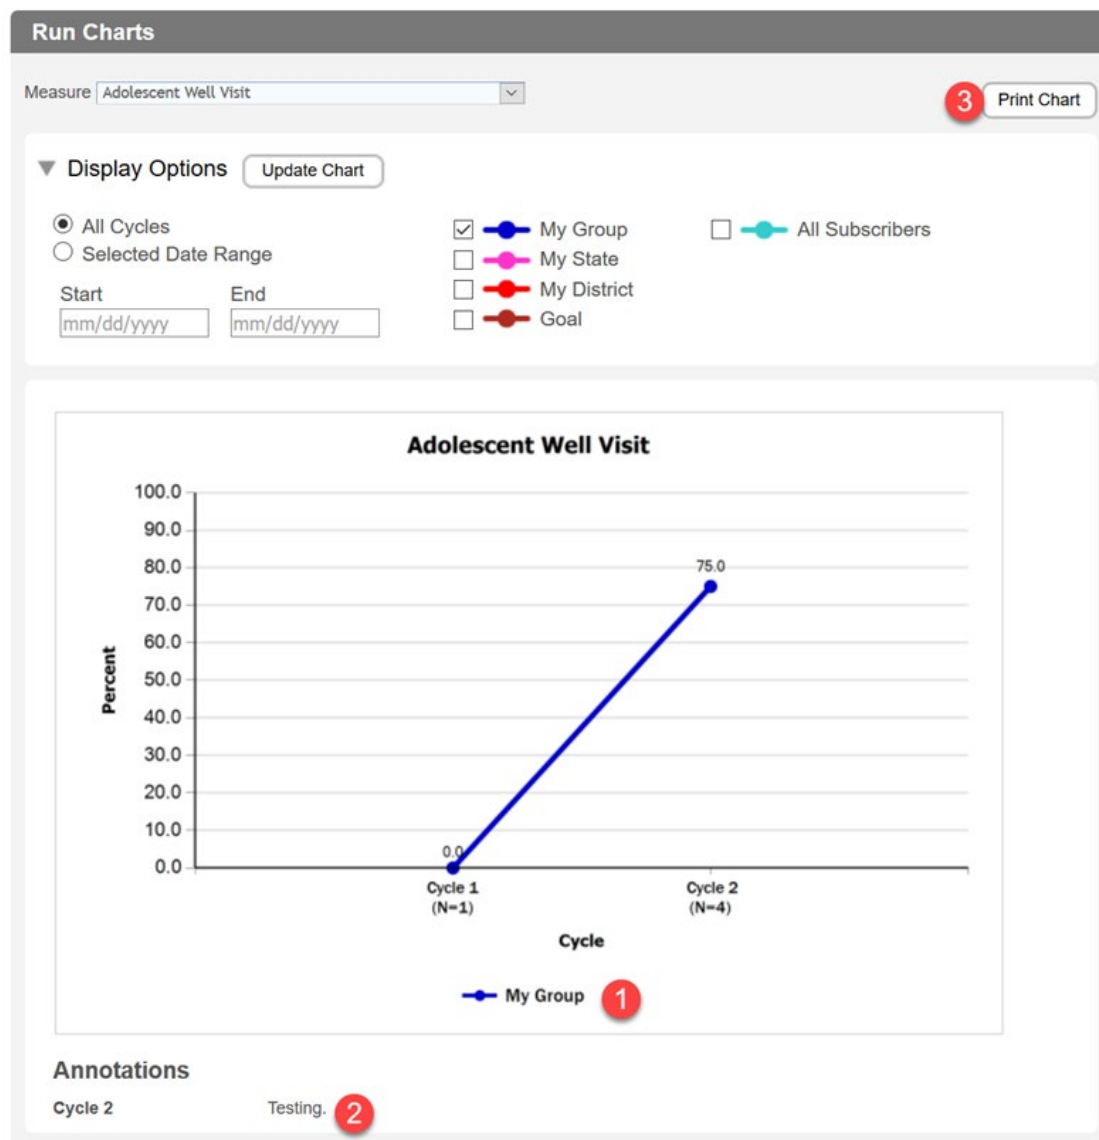 Run Charts
Measure Adolescent Well Visit
3 Print Chart
Display Options Update Chart
All Cycles
Selected Date Range
Start End
mm/dd/yyyy mm/dd/yyyy
My Group
My State
My District
Goal
All Subscribers
Adolescent Well Visit
100.0
90.0
80.0
70.0
60.0
50.0
40.0
30.0
20.0
10.0
0.0
Percent
75.0
0.0
Cycle 1 Cycle 2
(N=1) (N=4)
Cycle
My Group 1
Annotations
Cycle 2 Testing. 2